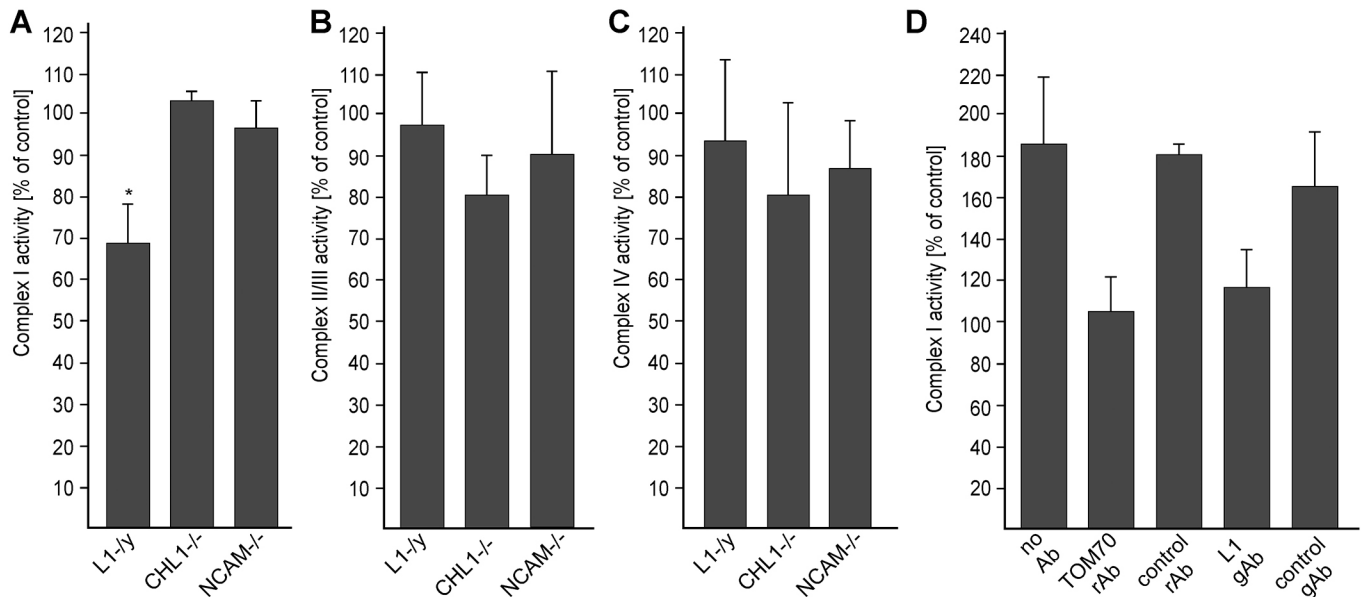 A
Complex I activity [% of control]
120
110
100
90
80
70
60
50
40
30
20
10
*
L1-/y
CHL1-/-
NCAM-/-
B
Complex II/III activity [% of control]
120
110
100
90
80
70
60
50
40
30
20
10
L1-/y
CHL1-/-
NCAM-/-
C
Complex IV activity [% of control]
120
110
100
90
80
70
60
50
40
30
20
10
L1-/y
CHL1-/-
NCAM-/-
D
Complex I activity [% of control]
240
220
200
180
160
140
120
100
80
60
40
20
no
Ab
TOM70
rAb
control
rAb
L1
gAb
control
gAb